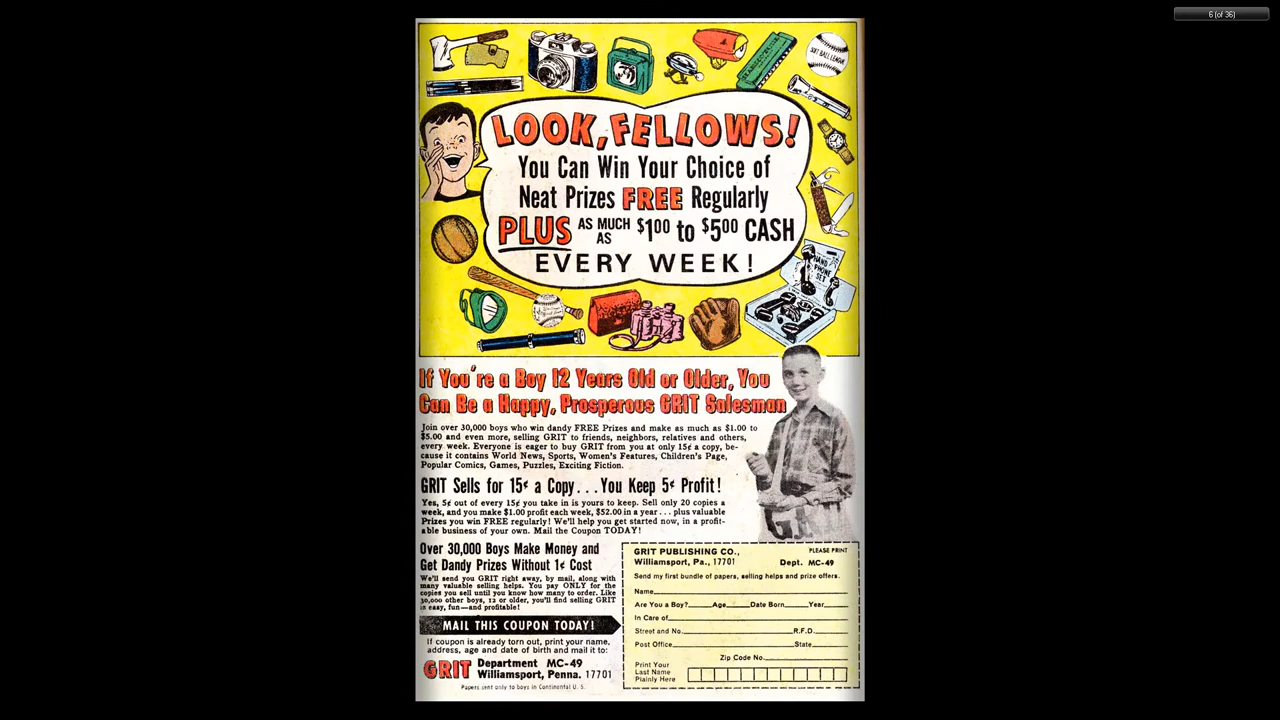 6 (of 36)
SOFT BALL LEAGUE
LOOK, FELLOWS!
You Can Win Your Choice of
Neat Prizes FREE Regularly
PLUS AS MUCH AS $1.00 to $5.00 CASH
EVERY WEEK!
HAND PHONE SET
If You're a Boy 12 Years Old or Older, You
Can Be a Happy, Prosperous GRIT Salesman
Join over 30,000 boys who win dandy FREE Prizes and make as much as $1.00 to
$5.00 and even more, selling GRIT to friends, neighbors, relatives and others,
every week. Everyone is eager to buy GRIT from you at only 15¢ a copy, be-
cause it contains World News, Sports, Women's Features, Children's Page,
Popular Comics, Games, Puzzles, Exciting Fiction.
GRIT Sells for 15¢ a Copy...You Keep 5¢ Profit!
Yes, 5¢ out of every 15¢ you take in is yours to keep. Sell only 20 copies a
week, and you make $1.00 profit each week, $52.00 in a year... plus valuable
Prizes you win FREE regularly! We'll help you get started now, in a profit-
able business of your own. Mail the Coupon TODAY!
Over 30,000 Boys Make Money and
Get Dandy Prizes Without 1¢ Cost
We'll send you GRIT right away, by mail, along with
many valuable selling helps. You pay ONLY for the
copies you sell until you know how many to order. Like
30,000 other boys, 12 or older, you'll find selling GRIT
is easy, fun—and profitable!
MAIL THIS COUPON TODAY!
If coupon is already torn out, print your name,
address, age and date of birth and mail it to:
GRIT Department MC-49
Williamsport, Penna. 17701
Papers sent only to boys in Continental U. S.
GRIT PUBLISHING CO., PLEASE PRINT
Williamsport, Pa., 17701 Dept. MC-49
Send my first bundle of papers, selling helps and prize offers.
Name
Are You a Boy? Age Date Born Year
In Care of
Street and No. R.F.D.
Post Office State
Zip Code No.
Print Your
Last Name
Plainly Here
GRIT